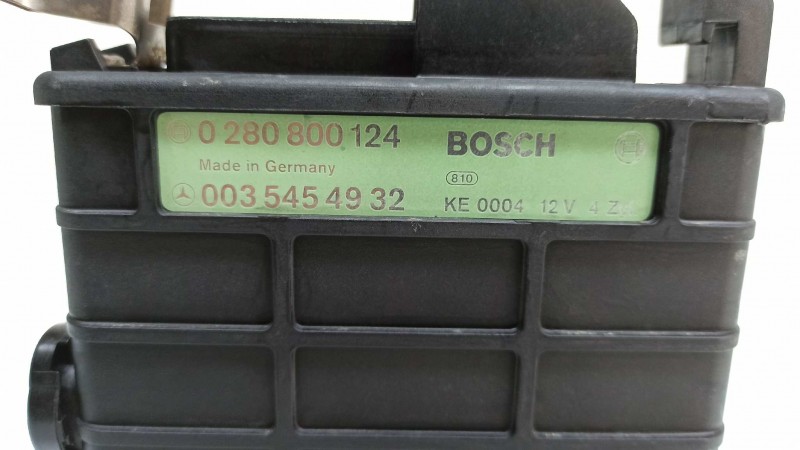 0 280 800 124 BOSCH
Made in Germany
810
003 545 49 32 KE 0004 12 V 4